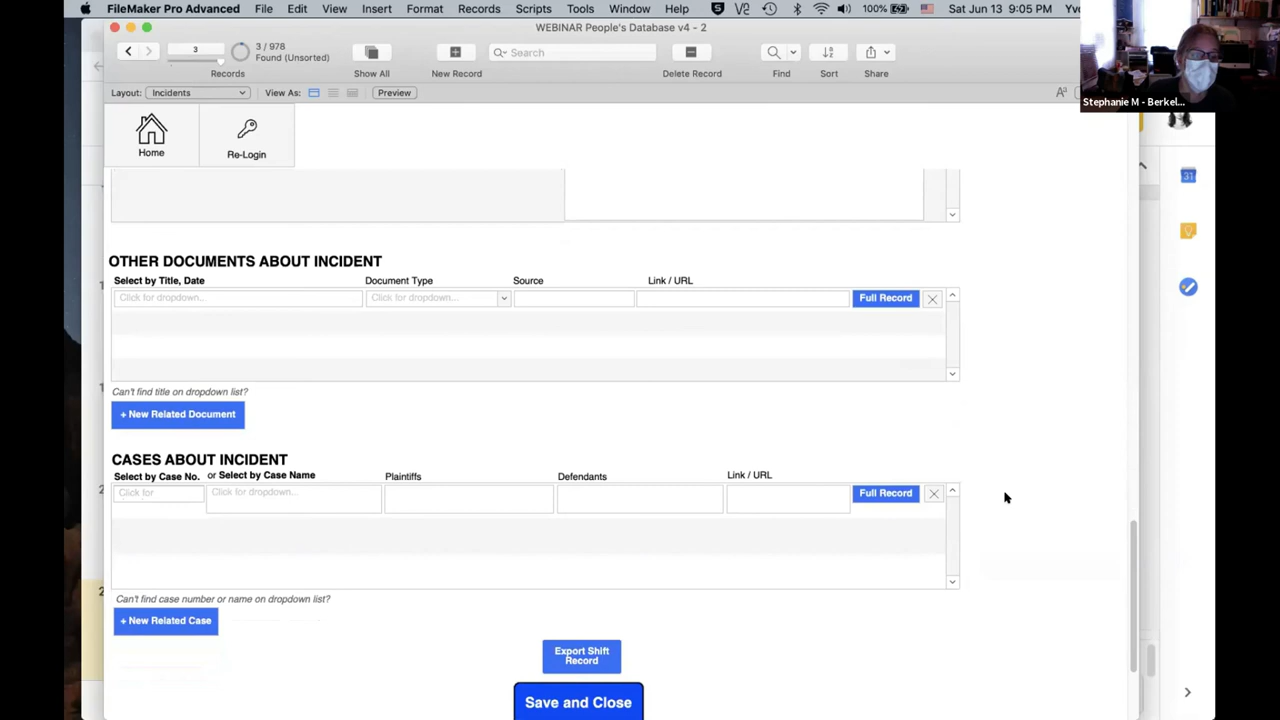 FileMaker Pro Advanced File Edit View Insert Format Records Scripts Tools Window Help 100% Sat Jun 13 9:05 PM Yv
WEBINAR People's Database v4 - 2
3
3 / 978
Found (Unsorted)
Search
Records Show All New Record Delete Record Find Sort Share
Layout: Incidents View As: Preview
Stephanie M - Berkel...
Home
Re-Login
31
OTHER DOCUMENTS ABOUT INCIDENT
Select by Title, Date Document Type Source Link / URL
Click for dropdown... Click for dropdown... Full Record
Can't find title on dropdown list?
+ New Related Document
CASES ABOUT INCIDENT
Select by Case No. or Select by Case Name Plaintiffs Defendants Link / URL
Click for Click for dropdown... Full Record
Can't find case number or name on dropdown list?
+ New Related Case
Export Shift
Record
Save and Close